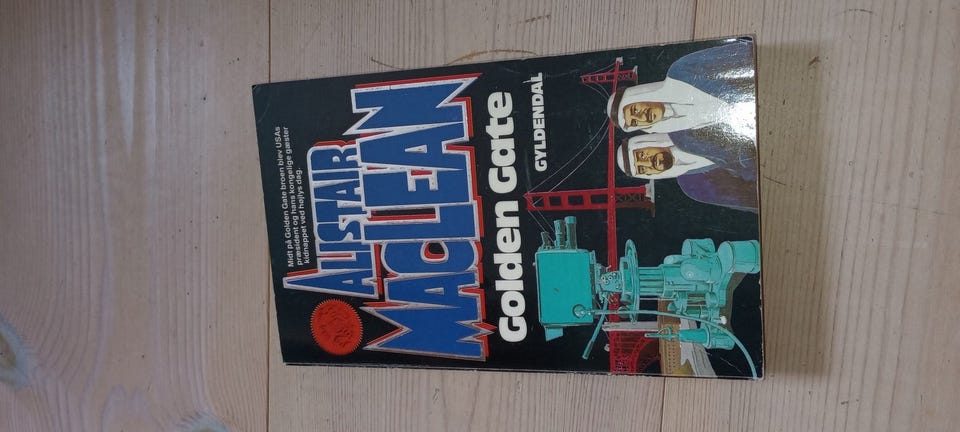 Midt på Golden Gate broen blev USAs
præsident og hans kongelige gæster
kidnappet ved højlys dag.
ALISTAIR
MACLEAN
Golden Gate
GYLDENDAL